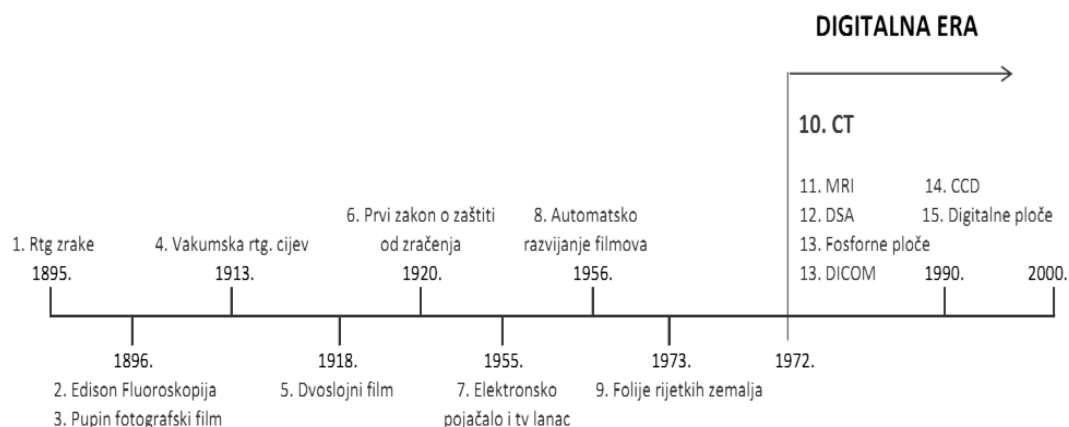 DIGITALNA ERA
10. CT
11. MRI
14. CCD
12. DSA
15. Digitalne ploče
13. Fosforne ploče
13. DICOM
1990.
2000.
1. Rtg zrake
1895.
4. Vakumska rtg. cijev
1913.
6. Prvi zakon o zaštiti
od zračenja
1920.
8. Automatsko
razvijanje filmova
1956.
1896.
2. Edison Fluoroskopija
3. Pupin fotografski film
1918.
5. Dvoslojni film
1955.
7. Elektronsko
pojačalo i tv lanac
1973.
9. Folije rijetkih zemalja
1972.